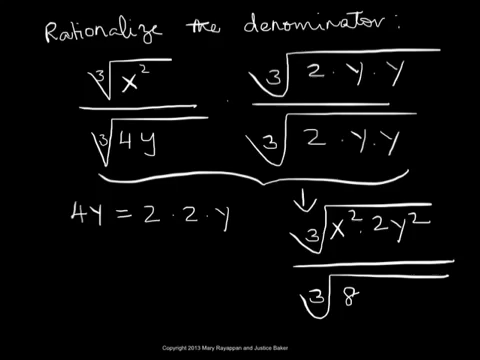 Rationalize the denominator:
∛(x²) / ∛(4y) · ∛(2 · y · y) / ∛(2 · y · y)
4y = 2 · 2 · y
↓ ∛(x² · 2y²) / ∛(8
Copyright 2013 Mary Rayappan and Justice Baker